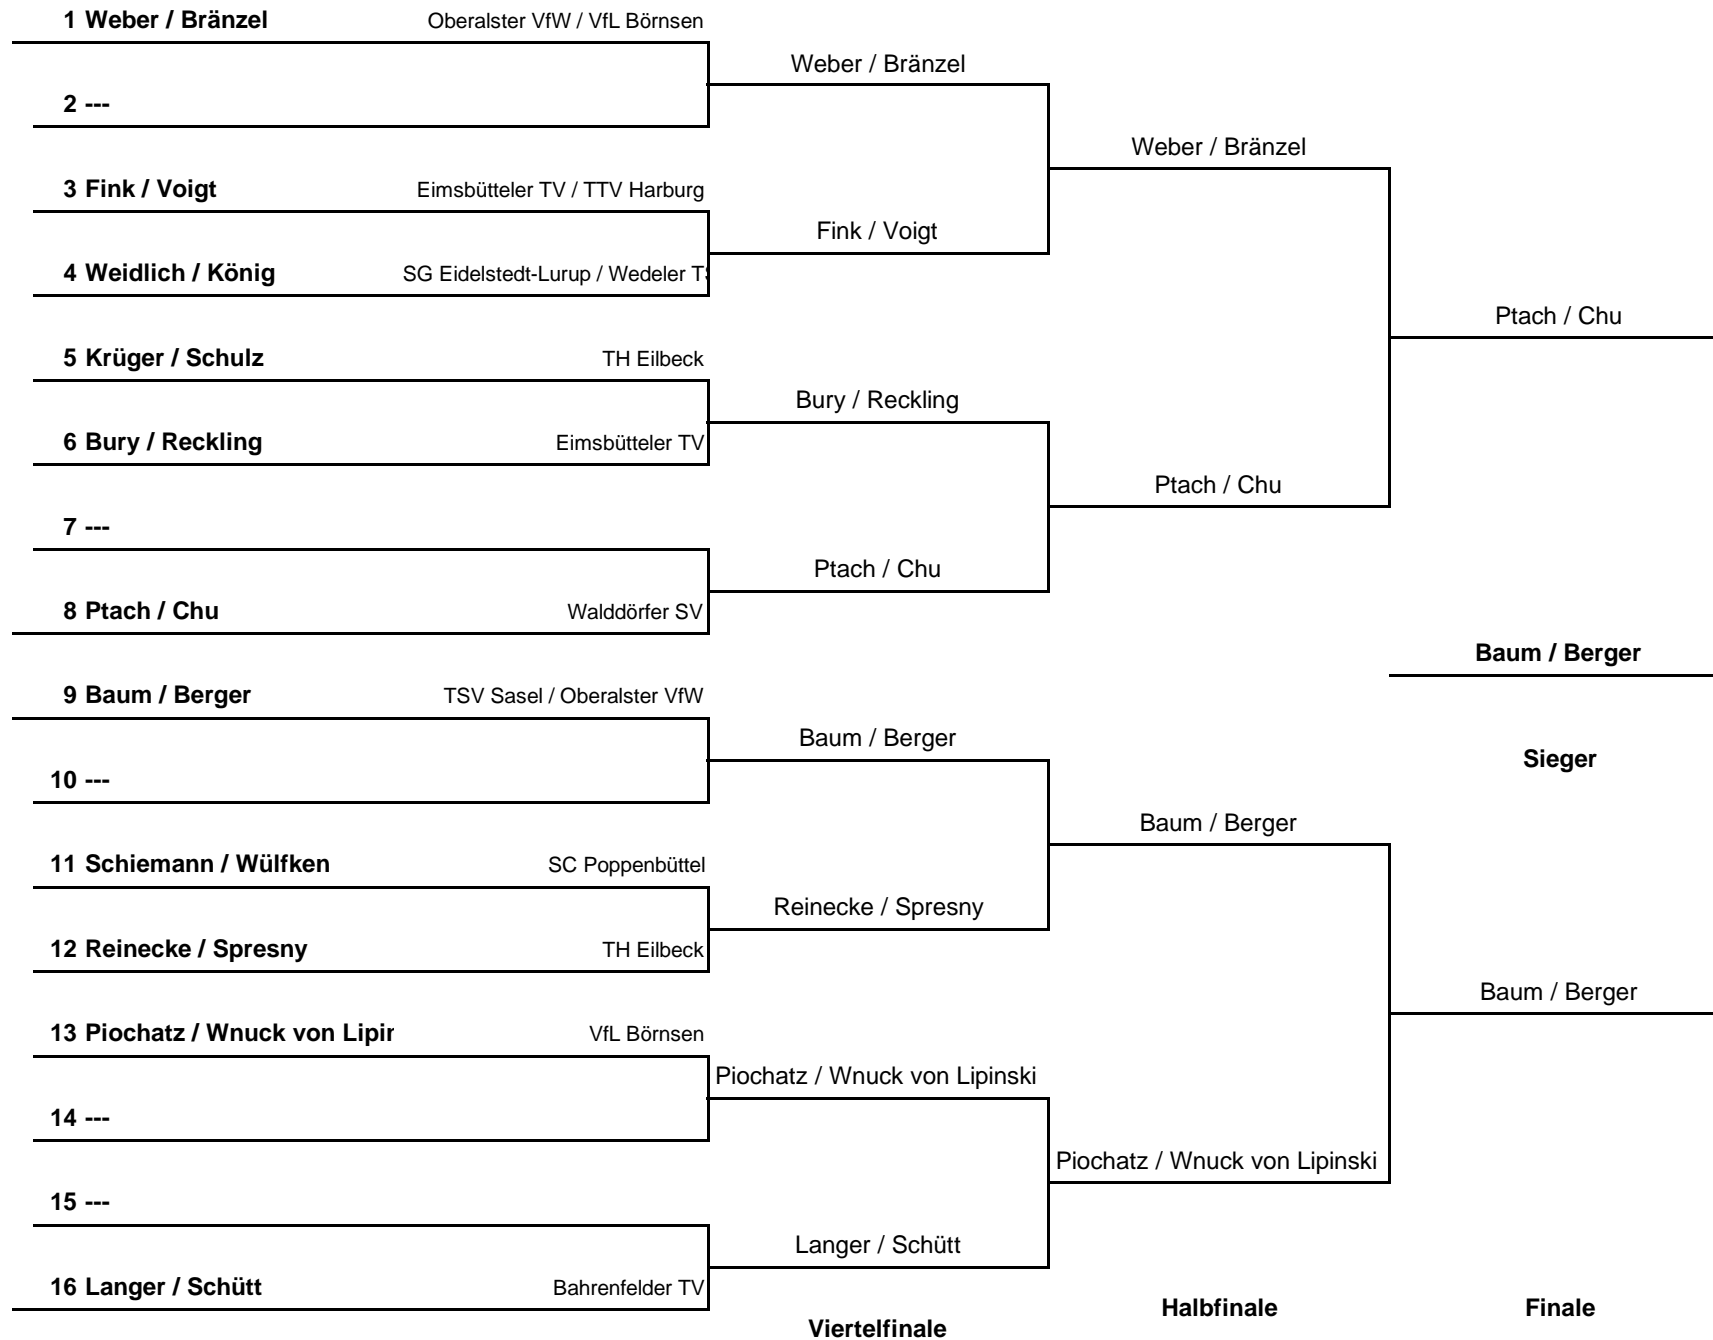 1 Weber / Bränzel Oberalster VfW / VfL Börnsen
Weber / Bränzel
2 ---
Weber / Bränzel
3 Fink / Voigt Eimsbütteler TV / TTV Harburg
Fink / Voigt
4 Weidlich / König SG Eidelstedt-Lurup / Wedeler TS
Ptach / Chu
5 Krüger / Schulz TH Eilbeck
Bury / Reckling
6 Bury / Reckling Eimsbütteler TV
Ptach / Chu
7 ---
Ptach / Chu
8 Ptach / Chu Walddörfer SV
Baum / Berger
9 Baum / Berger TSV Sasel / Oberalster VfW
Baum / Berger
Sieger
10 ---
Baum / Berger
11 Schiemann / Wülfken SC Poppenbüttel
Reinecke / Spresny
12 Reinecke / Spresny TH Eilbeck
Baum / Berger
13 Piochatz / Wnuck von Lipin VfL Börnsen
Piochatz / Wnuck von Lipinski
14 ---
Piochatz / Wnuck von Lipinski
15 ---
Langer / Schütt
16 Langer / Schütt Bahrenfelder TV
Halbfinale Finale
Viertelfinale